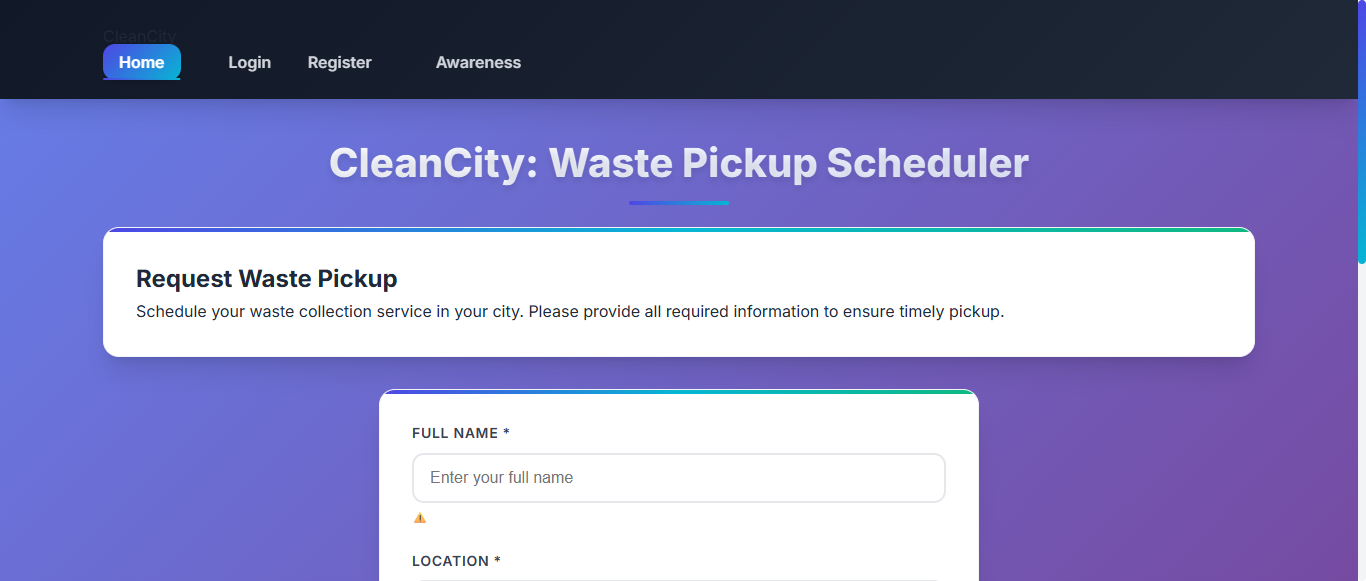 CleanCity
Home Login Register Awareness
CleanCity: Waste Pickup Scheduler
Request Waste Pickup
Schedule your waste collection service in your city. Please provide all required information to ensure timely pickup.
FULL NAME *
Enter your full name
LOCATION *